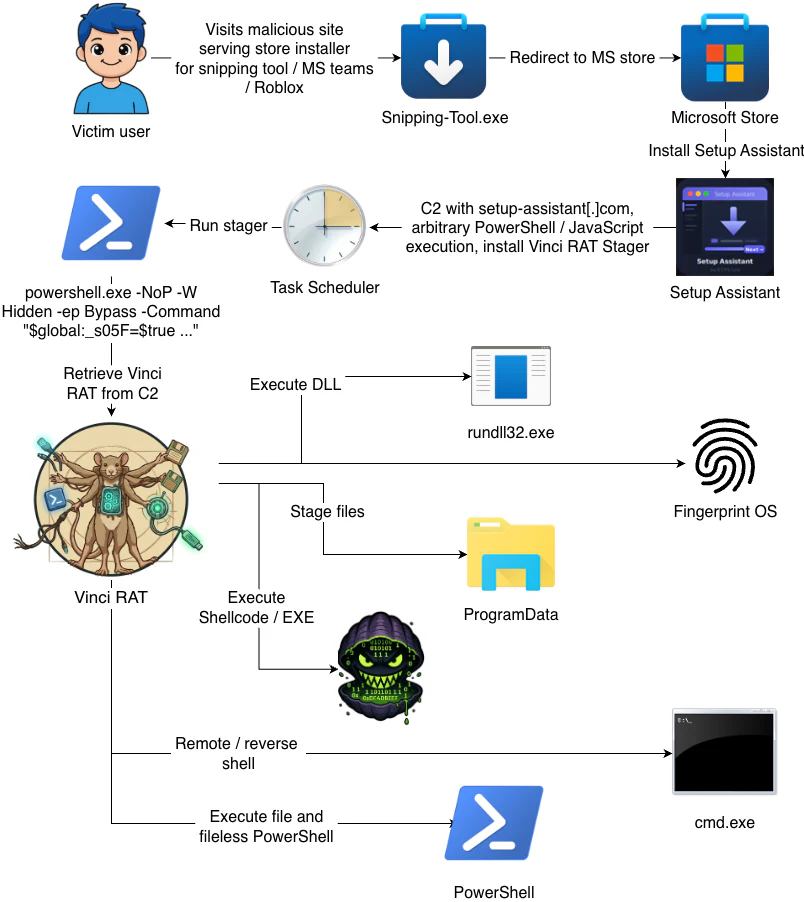 Visits malicious site
serving store installer
for snipping tool / MS teams
/ Roblox
Victim user
Snipping-Tool.exe
Redirect to MS store
Microsoft Store
Install Setup Assistant
Setup Assistant
Next
Setup Assistant
Setup Assistant
C2 with setup-assistant[.]com,
arbitrary PowerShell / JavaScript
execution, install Vinci RAT Stager
Task Scheduler
Run stager
powershell.exe -NoP -W
Hidden -ep Bypass -Command
"$global:_s05F=$true ..."
Retrieve Vinci
RAT from C2
Vinci RAT
Execute DLL
rundll32.exe
Fingerprint OS
Stage files
ProgramData
Execute
Shellcode / EXE
Remote / reverse
shell
cmd.exe
Execute file and
fileless PowerShell
PowerShell